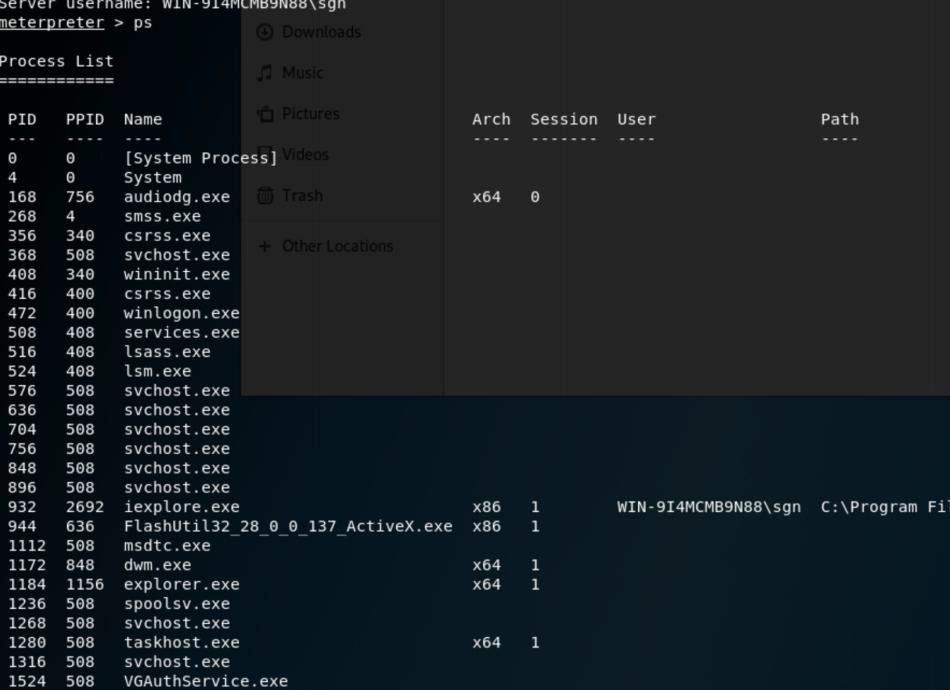 Server username: WIN-9I4MCMB9N88\sgn
meterpreter > ps
Downloads
Process List
============
Music
Pictures
PID PPID Name Arch Session User Path
--- ---- ---- ---- ------- ---- ----
Videos
0 0 [System Process]
4 0 System
Trash
168 756 audiodg.exe x64 0
268 4 smss.exe
356 340 csrss.exe
+ Other Locations
368 508 svchost.exe
408 340 wininit.exe
416 400 csrss.exe
472 400 winlogon.exe
508 408 services.exe
516 408 lsass.exe
524 408 lsm.exe
576 508 svchost.exe
636 508 svchost.exe
704 508 svchost.exe
756 508 svchost.exe
848 508 svchost.exe
896 508 svchost.exe
932 2692 iexplore.exe x86 1 WIN-9I4MCMB9N88\sgn C:\Program Fil
944 636 FlashUtil32_28_0_0_137_ActiveX.exe x86 1
1112 508 msdtc.exe
1172 848 dwm.exe x64 1
1184 1156 explorer.exe x64 1
1236 508 spoolsv.exe
1268 508 svchost.exe
1280 508 taskhost.exe x64 1
1316 508 svchost.exe
1524 508 VGAuthService.exe